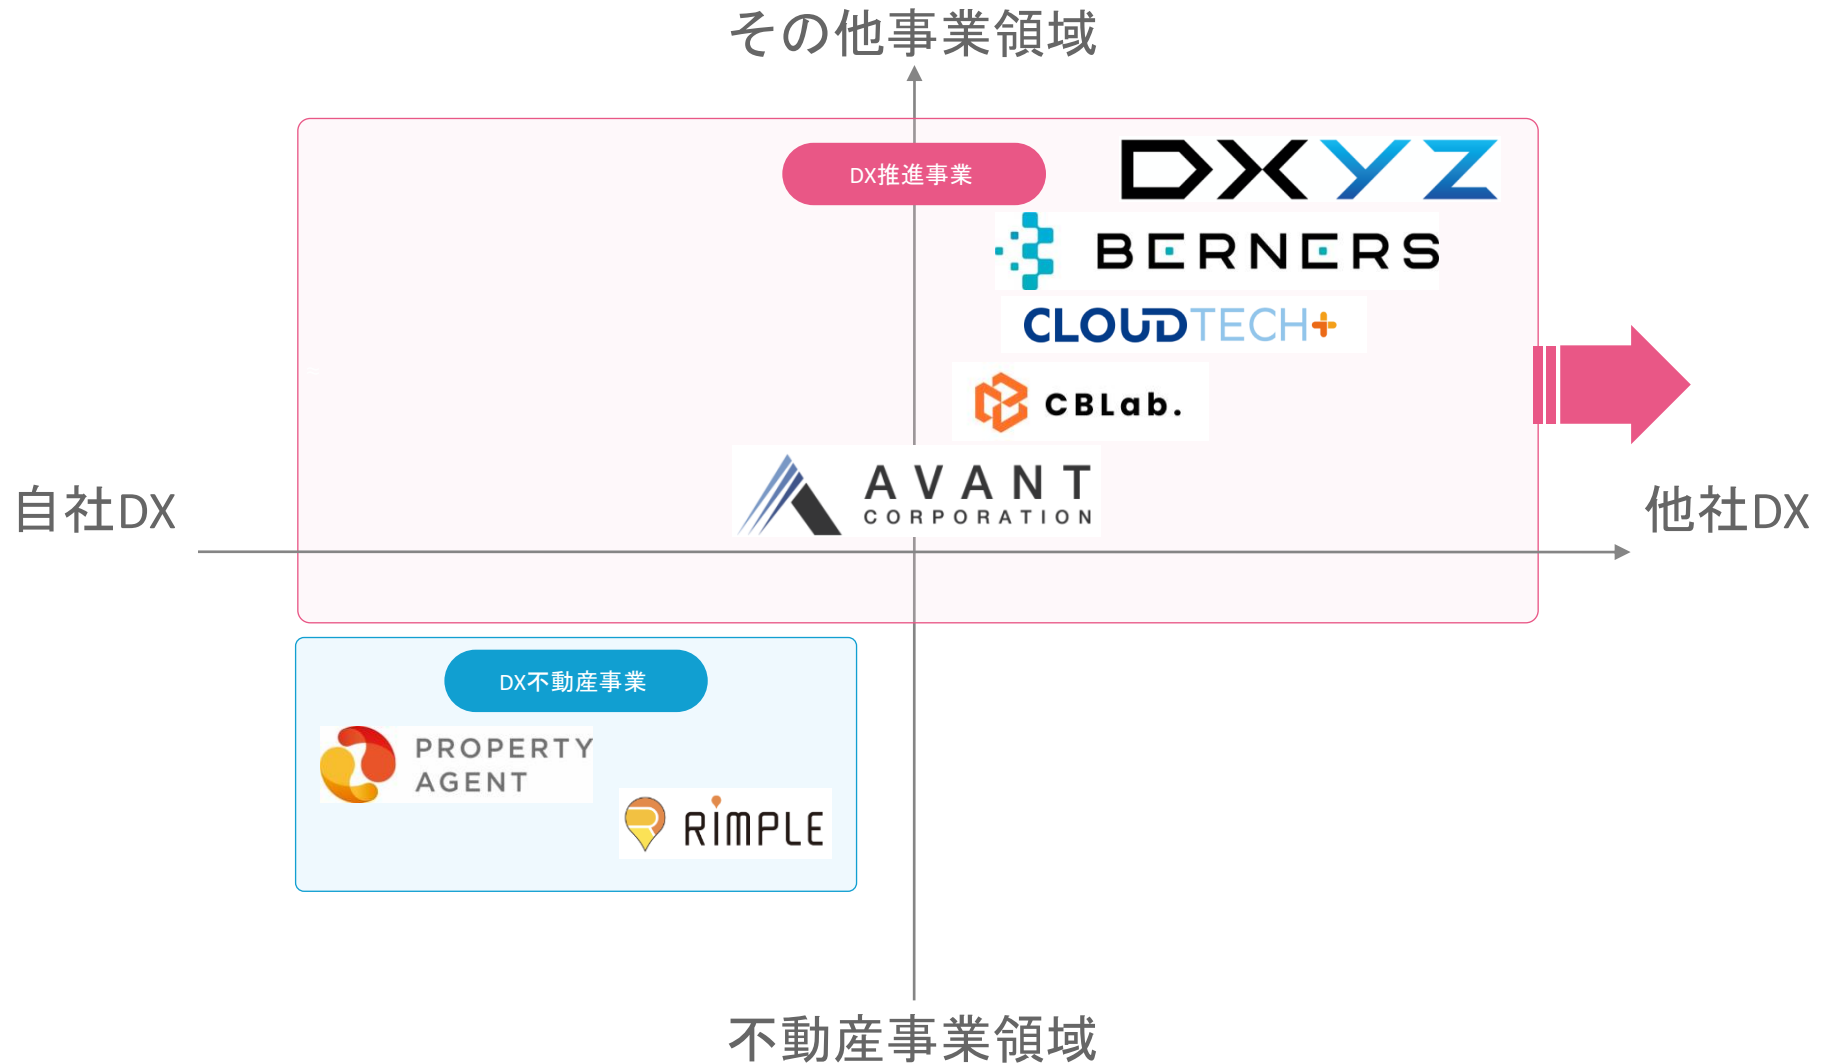 その他事業領域
DX推進事業
DXYZ
BERNERS
CLOUDTECH+
CBLab.
AVANT
CORPORATION
自社DX
他社DX
DX不動産事業
PROPERTY
AGENT
RIMPLE
不動産事業領域